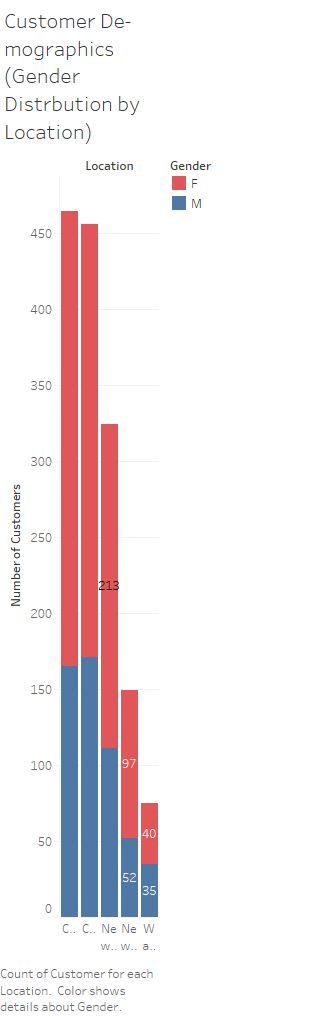 Customer De-
mographics
(Gender
Distrbution by
Location)
Location
Gender
F
M
Number of Customers
450
400
350
300
250
200
150
100
50
0
213
97
52
40
35
C..
C..
Ne
w..
Ne
w..
W
a..
Count of Customer for each
Location.  Color shows
details about Gender.